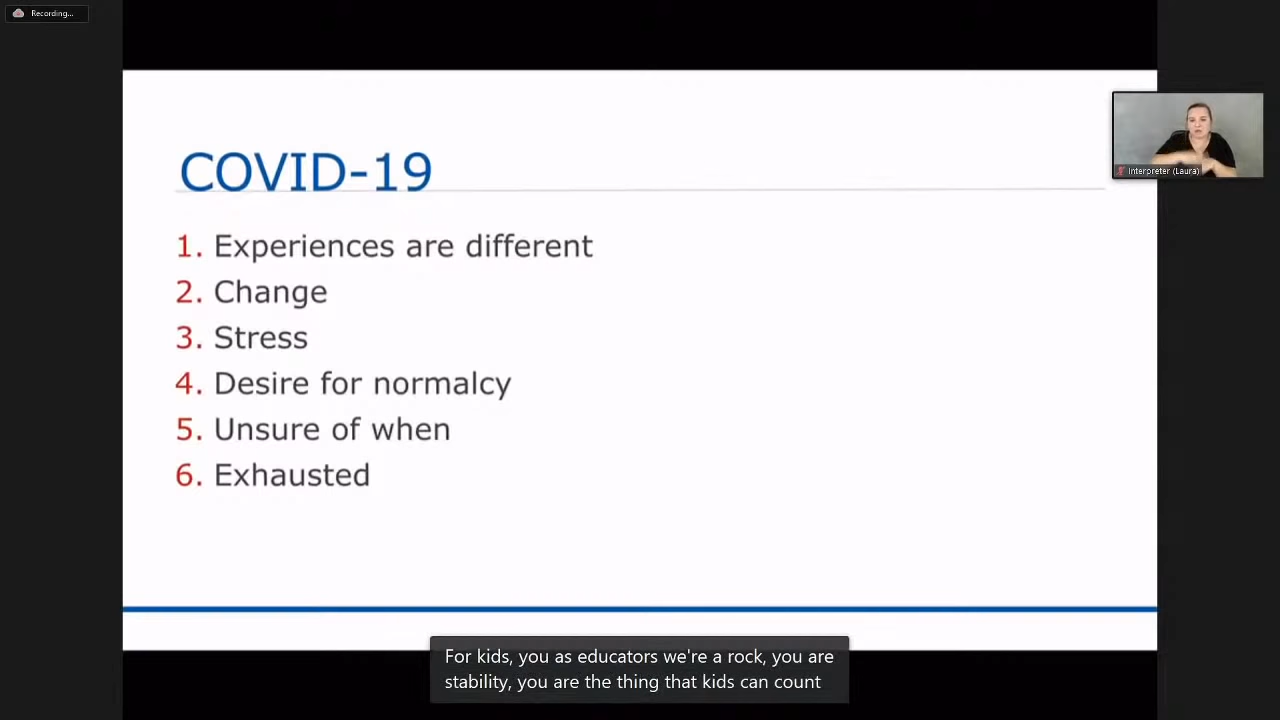 Recording...
COVID-19
1. Experiences are different
2. Change
3. Stress
4. Desire for normalcy
5. Unsure of when
6. Exhausted
Interpreter (Laura)
For kids, you as educators we're a rock, you are
stability, you are the thing that kids can count